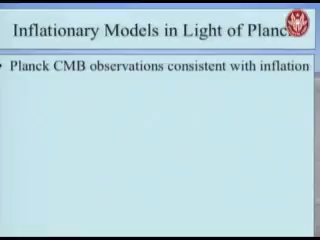 Inflationary Models in Light of Planck
• Planck CMB observations consistent with inflation